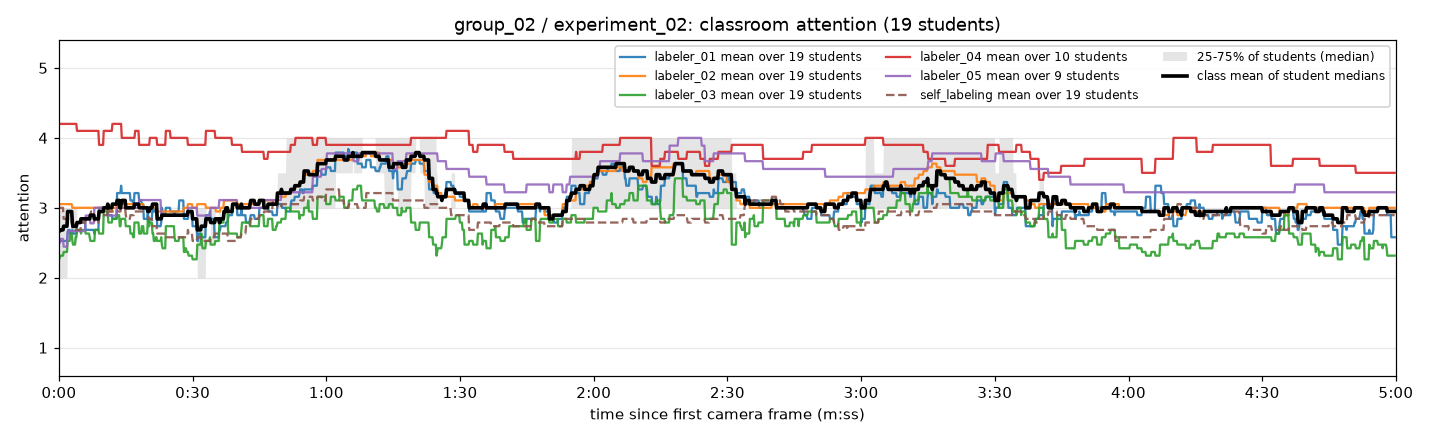 group_02 / experiment_02: classroom attention (19 students)
labeler_01 mean over 19 students
labeler_02 mean over 19 students
labeler_03 mean over 19 students
labeler_04 mean over 10 students
labeler_05 mean over 9 students
self_labeling mean over 19 students
25-75% of students (median)
class mean of student medians
attention
5
4
3
2
1
0:00 0:30 1:00 1:30 2:00 2:30 3:00 3:30 4:00 4:30 5:00
time since first camera frame (m:ss)